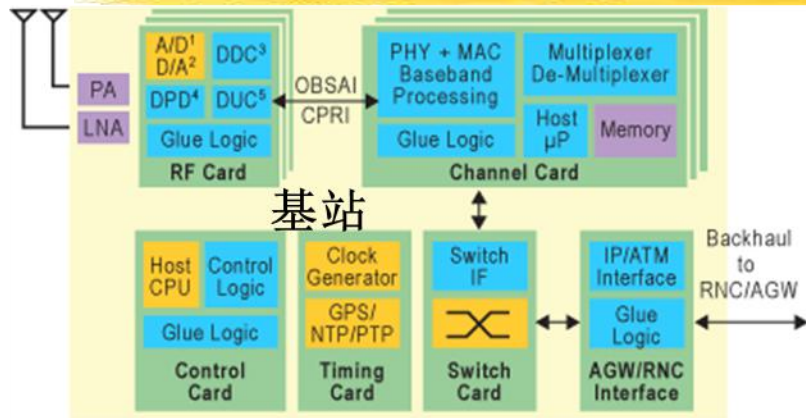 A/D¹
D/A²
DDC³
DPD⁴
DUC⁵
Glue Logic
RF Card
PA
LNA
OBSAI
CPRI
PHY + MAC
Baseband
Processing
Multiplexer
De-Multiplexer
Glue Logic
Host
µP
Memory
Channel Card
基站
Host
CPU
Control
Logic
Glue Logic
Control
Card
Clock
Generator
GPS/
NTP/PTP
Timing
Card
Switch
IF
Switch
Card
IP/ATM
Interface
Glue
Logic
AGW/RNC
Interface
Backhaul
to
RNC/AGW